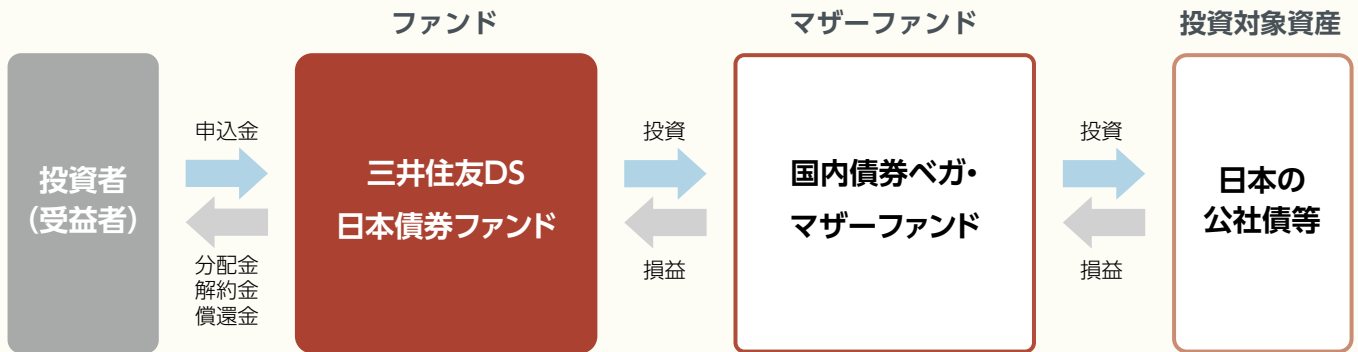 ファンド
マザーファンド
投資対象資産
投資者
(受益者)
申込金
分配金
解約金
償還金
三井住友DS
日本債券ファンド
投資
損益
国内債券ベガ・
マザーファンド
投資
損益
日本の
公社債等